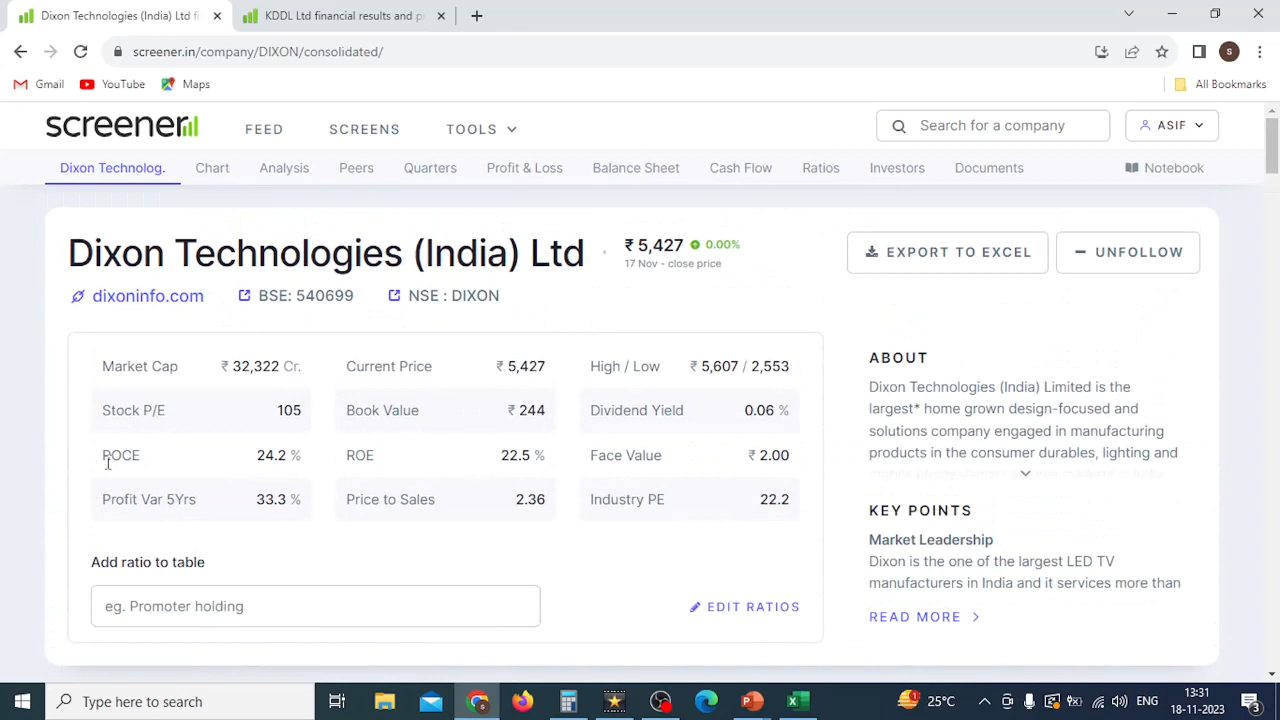 Dixon Technologies (India) Ltd fi
KDDL Ltd financial results and p
screener.in/company/DIXON/consolidated/
S
Gmail YouTube Maps All Bookmarks
screener FEED SCREENS TOOLS Search for a company ASIF
Dixon Technolog. Chart Analysis Peers Quarters Profit & Loss Balance Sheet Cash Flow Ratios Investors Documents Notebook
Dixon Technologies (India) Ltd
₹ 5,427 0.00%
17 Nov - close price
EXPORT TO EXCEL UNFOLLOW
dixoninfo.com BSE: 540699 NSE : DIXON
Market Cap ₹ 32,322 Cr. Current Price ₹ 5,427 High / Low ₹ 5,607 / 2,553
Stock P/E 105 Book Value ₹ 244 Dividend Yield 0.06 %
ROCE 24.2 % ROE 22.5 % Face Value ₹ 2.00
Profit Var 5Yrs 33.3 % Price to Sales 2.36 Industry PE 22.2
Add ratio to table
eg. Promoter holding
EDIT RATIOS
ABOUT
Dixon Technologies (India) Limited is the
largest* home grown design-focused and
solutions company engaged in manufacturing
products in the consumer durables, lighting and
KEY POINTS
Market Leadership
Dixon is the one of the largest LED TV
manufacturers in India and it services more than
READ MORE
Type here to search
25°C
ENG
13:31
18-11-2023
3